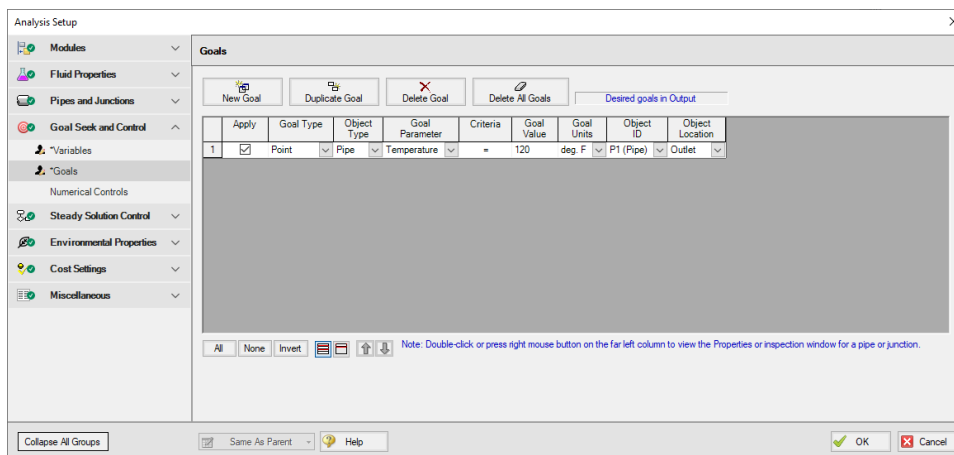 Analysis Setup
Modules
Fluid Properties
Pipes and Junctions
Goal Seek and Control
*Variables
*Goals
Numerical Controls
Steady Solution Control
Environmental Properties
Cost Settings
Miscellaneous
Goals
New Goal Duplicate Goal Delete Goal Delete All Goals Desired goals in Output
Apply Goal Type Object Type Goal Parameter Criteria Goal Value Goal Units Object ID Object Location
1 Point Pipe Temperature = 120 deg. F P1 (Pipe) Outlet
All None Invert Note: Double-click or press right mouse button on the far left column to view the Properties or inspection window for a pipe or junction.
Collapse All Groups Same As Parent Help OK Cancel